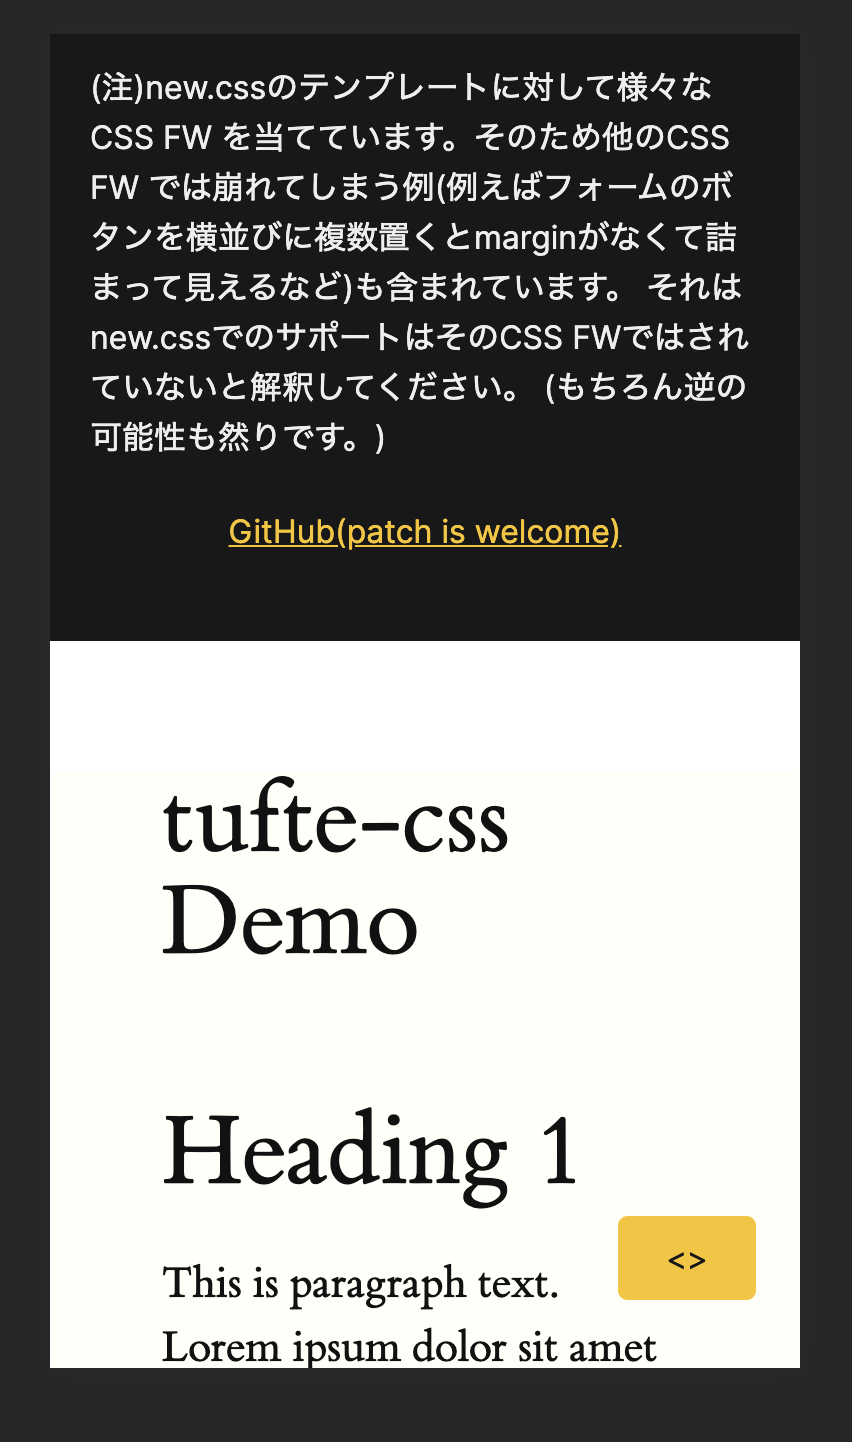 (注)new.cssのテンプレートに対して様々な
CSS FW を当てています。そのため他のCSS
FW では崩れてしまう例(例えばフォームのボ
タンを横並びに複数置くとmarginがなくて詰
まって見えるなど)も含まれています。 それは
new.cssでのサポートはそのCSS FWではされ
ていないと解釈してください。 (もちろん逆の
可能性も然りです。)
GitHub(patch is welcome)
tufte-css
Demo
Heading 1
<>
This is paragraph text.
Lorem ipsum dolor sit amet